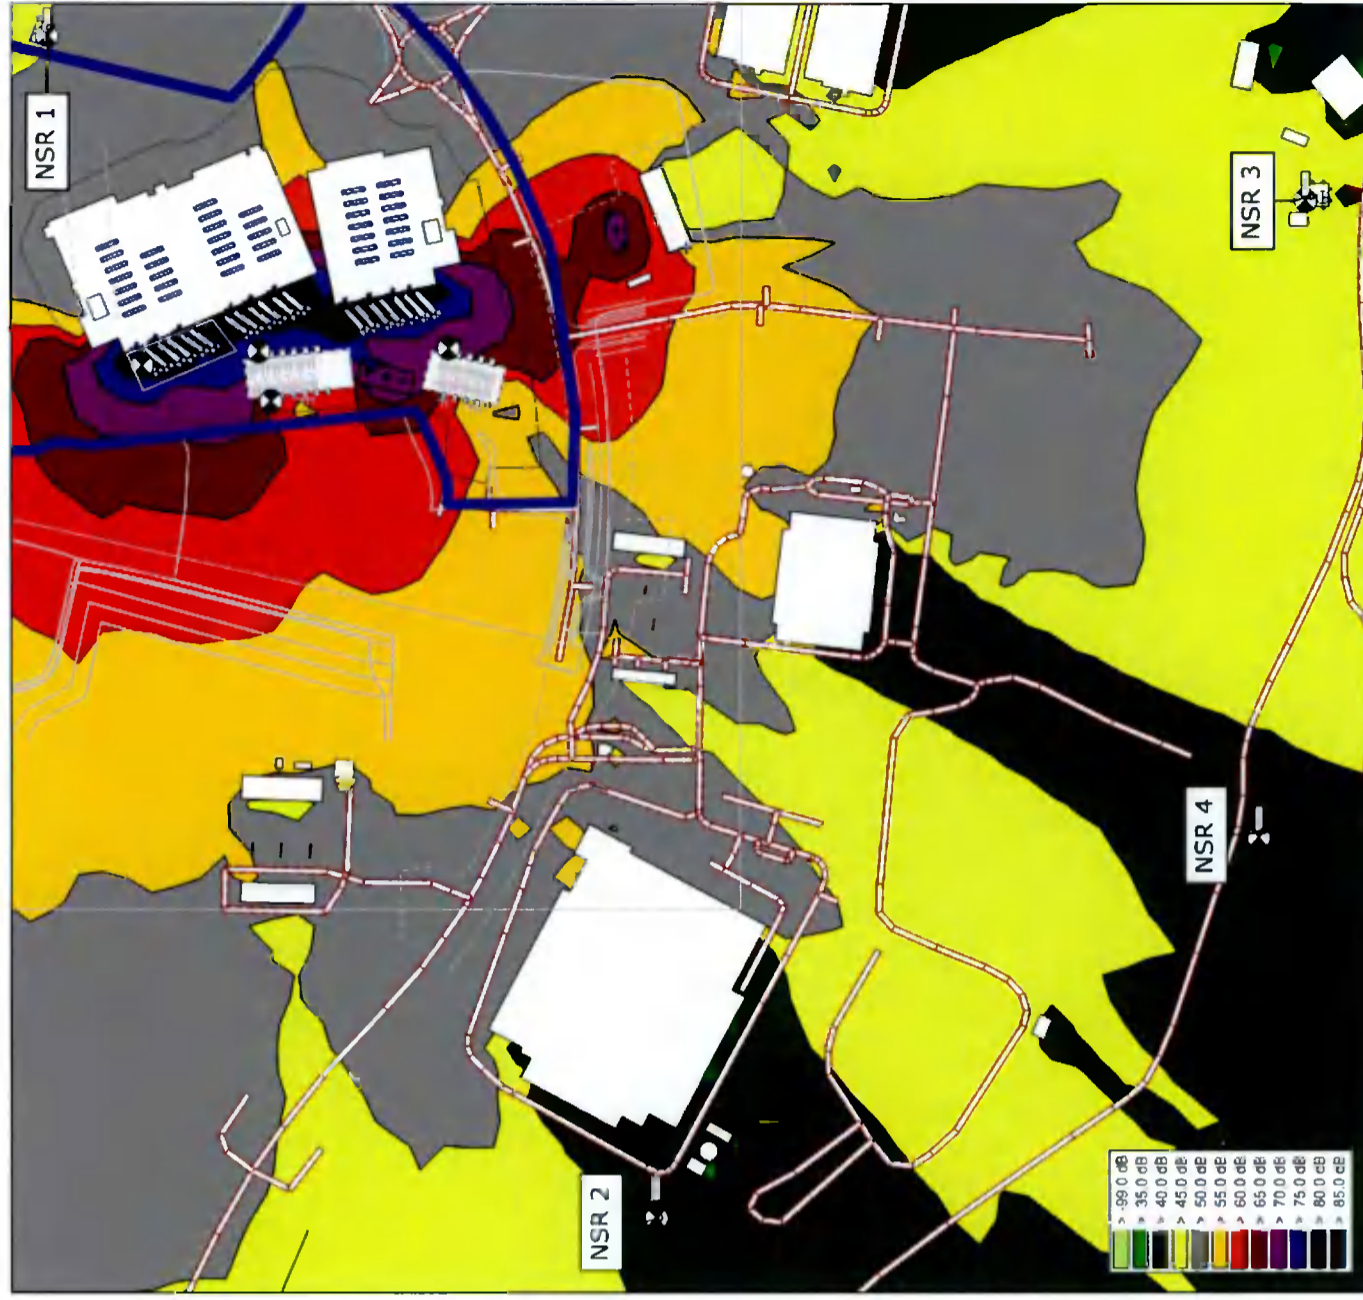 NSR 1
NSR 3
NSR 4
NSR 2
> -99.0 dB
> 35.0 dB
> 40.0 dB
> 45.0 dB
> 50.0 dB
> 55.0 dB
> 60.0 dB
> 65.0 dB
> 70.0 dB
> 75.0 dB
> 80.0 dB
> 85.0 dB